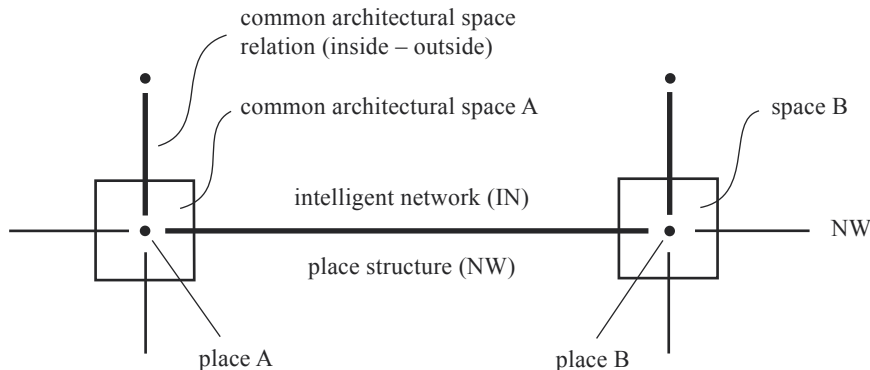 common architectural space
relation (inside – outside)
common architectural space A
space B
intelligent network (IN)
NW
place structure (NW)
place A
place B